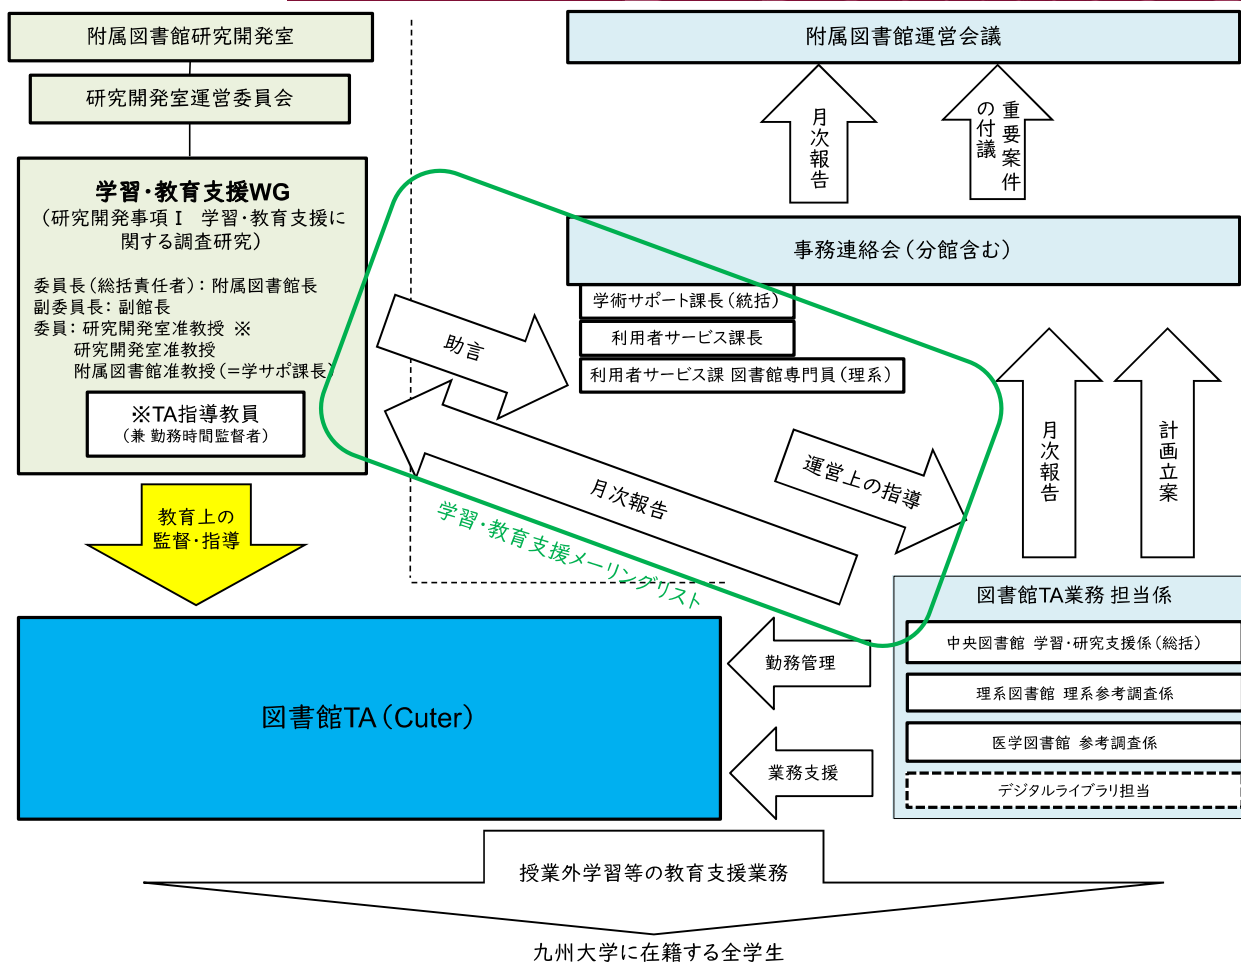 附属図書館研究開発室
研究開発室運営委員会
学習・教育支援WG
(研究開発事項Ⅰ 学習・教育支援に
関する調査研究)
委員長(総括責任者):附属図書館長
副委員長:副館長
委員:研究開発室准教授 ※
研究開発室准教授
附属図書館准教授(=学サポ課長)
※TA指導教員
(兼 勤務時間監督者)
教育上の
監督・指導
附属図書館運営会議
月次報告
重要案件
の付議
事務連絡会(分館含む)
学術サポート課長(統括)
利用者サービス課長
利用者サービス課 図書館専門員(理系)
助言
月次報告
運営上の指導
学習・教育支援メーリングリスト
月次報告
計画立案
図書館TA業務 担当係
中央図書館 学習・研究支援係(総括)
理系図書館 理系参考調査係
医学図書館 参考調査係
デジタルライブラリ担当
図書館TA(Cuter)
勤務管理
業務支援
授業外学習等の教育支援業務
九州大学に在籍する全学生